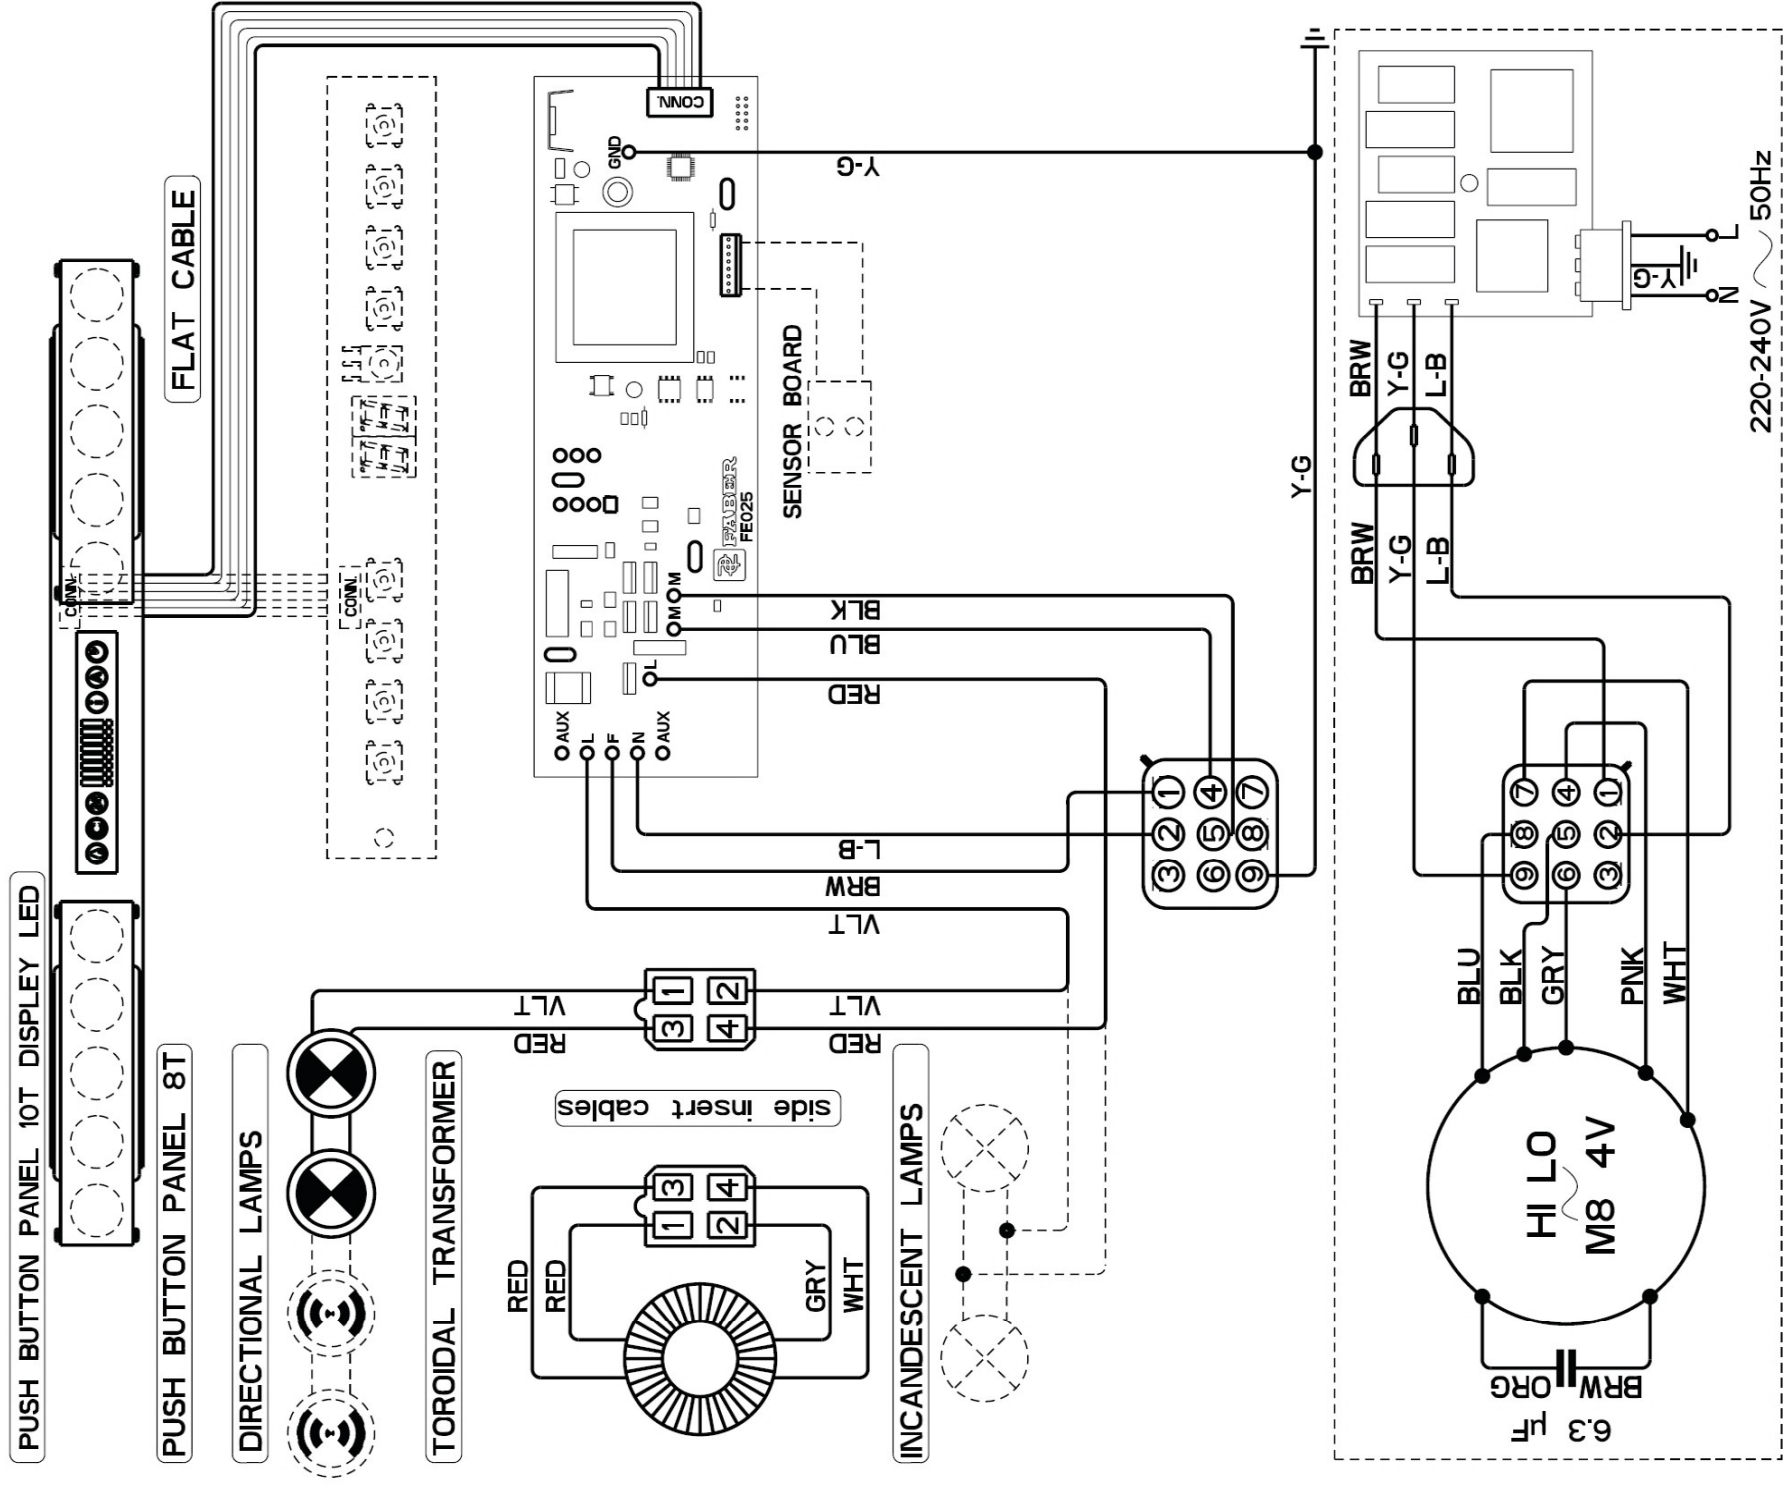 PUSH BUTTON PANEL 10T DISPLEY LED
PUSH BUTTON PANEL 8T
DIRECTIONAL LAMPS
TOROIDAL TRANSFORMER
INCANDESCENT LAMPS
side insert cables
FLAT CABLE
CONN.
CONN.
CONN.
GND
Y-G
SENSOR BOARD
FABER
FE025
M
M
L
AUX
L
F
N
AUX
BLK
BLU
RED
L-B
BRW
VLT
VLT
RED
VLT
RED
1 2
3 4
3 4
1 2
RED
RED
GRY
WHT
1 4 7
2 5 8
3 6 9
Y-G
BRW
Y-G
L-B
BRW
Y-G
L-B
L
Y-G
N
220-240V ~ 50Hz
7 4 1
8 5 2
9 6 3
BLU
BLK
GRY
PNK
WHT
HI LO
~
M8 4V
ORG
BRW
6.3 µF